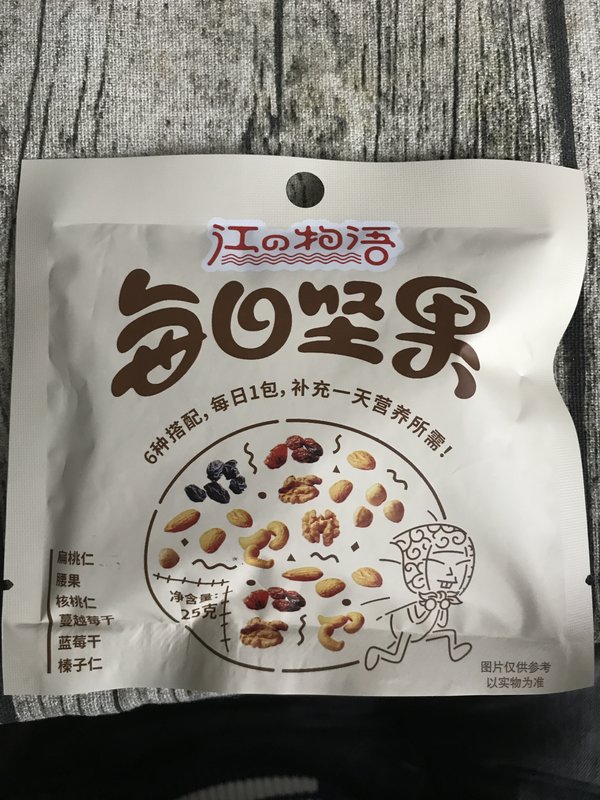 江の物语
每日坚果
6种搭配，每日1包，补充一天营养所需！
扁桃仁
腰果
核桃仁
蔓越莓干
蓝莓干
榛子仁
净含量：
25克
图片仅供参考
以实物为准